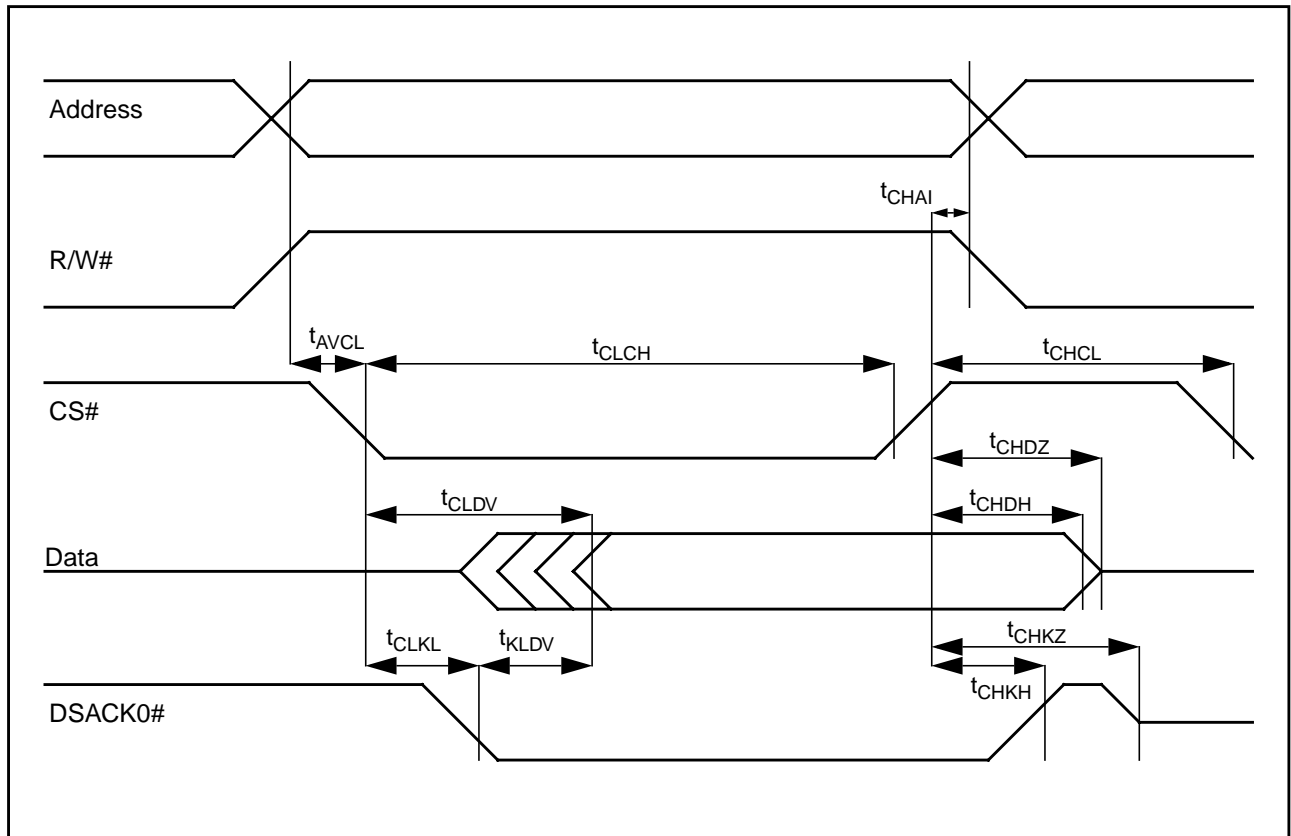 Address
tCHAI
R/W#
tAVCL
tCLCH
tCHCL
CS#
tCHDZ
tCLDV
tCHDH
Data
tCLKL
tKLDV
tCHKZ
tCHKH
DSACK0#